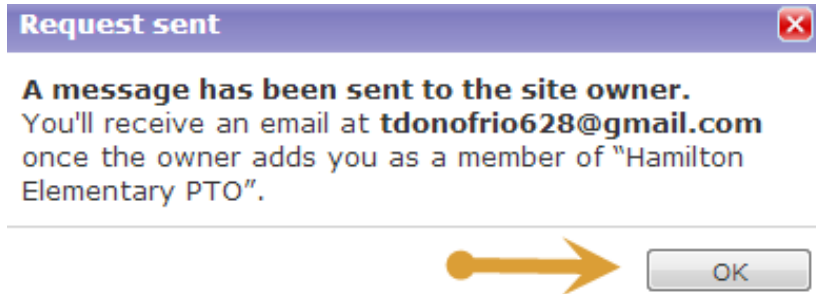 Request sent
A message has been sent to the site owner.
You'll receive an email at tdonofrio628@gmail.com
once the owner adds you as a member of “Hamilton
Elementary PTO”.
OK